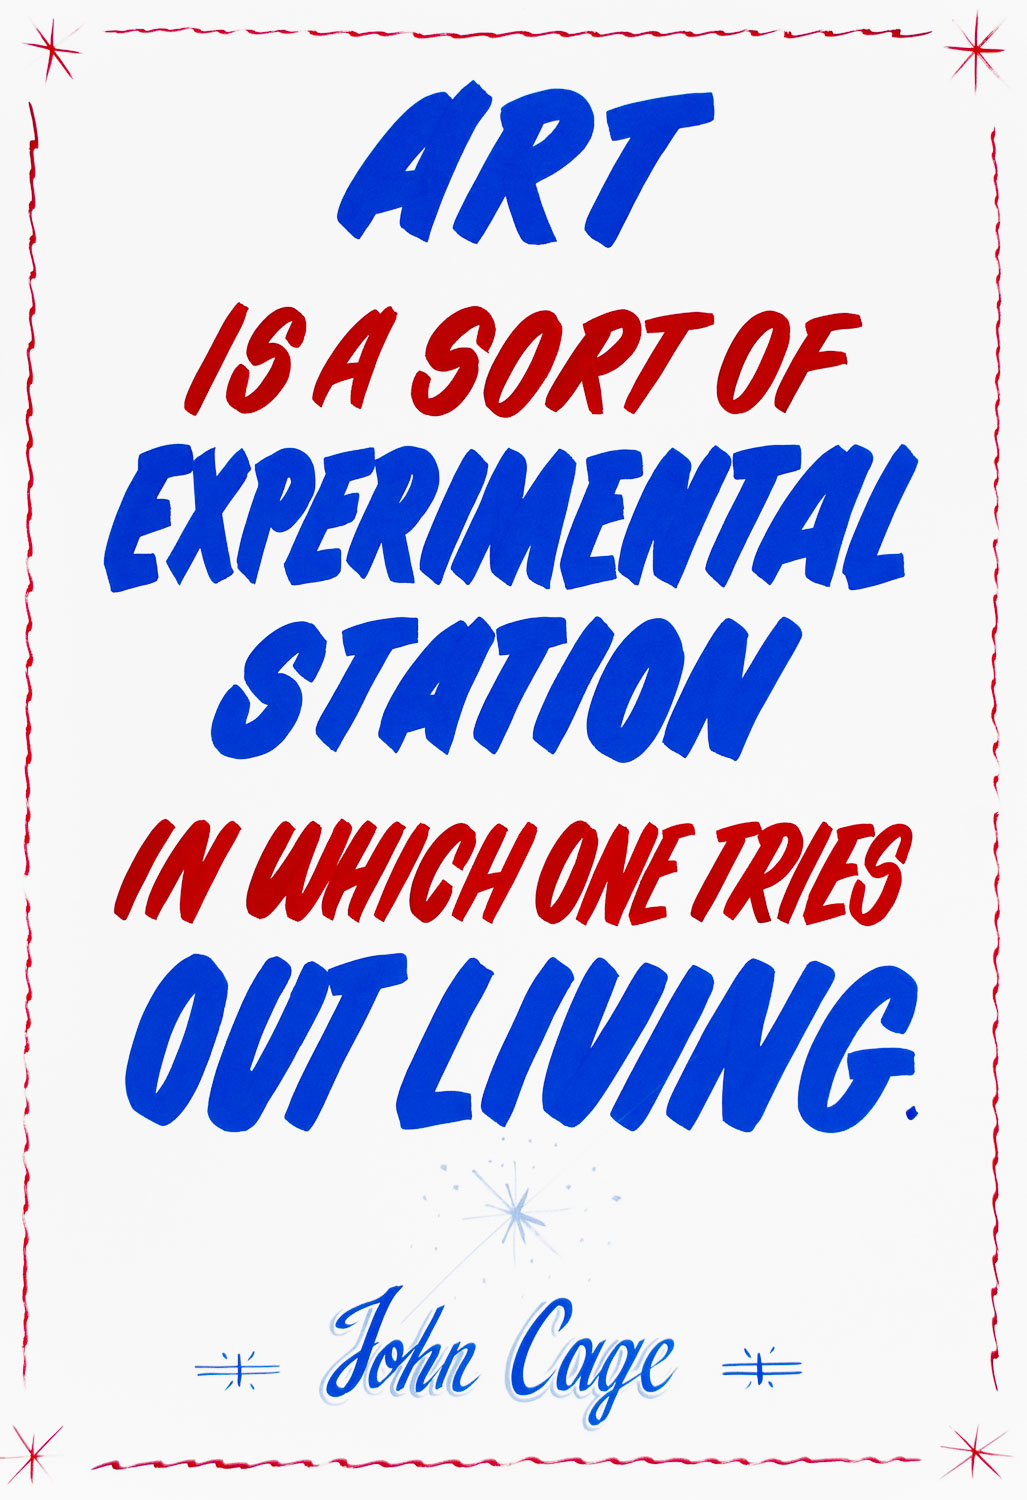 ART
IS A SORT OF
EXPERIMENTAL
STATION
IN WHICH ONE TRIES
OUT LIVING.
John Cage